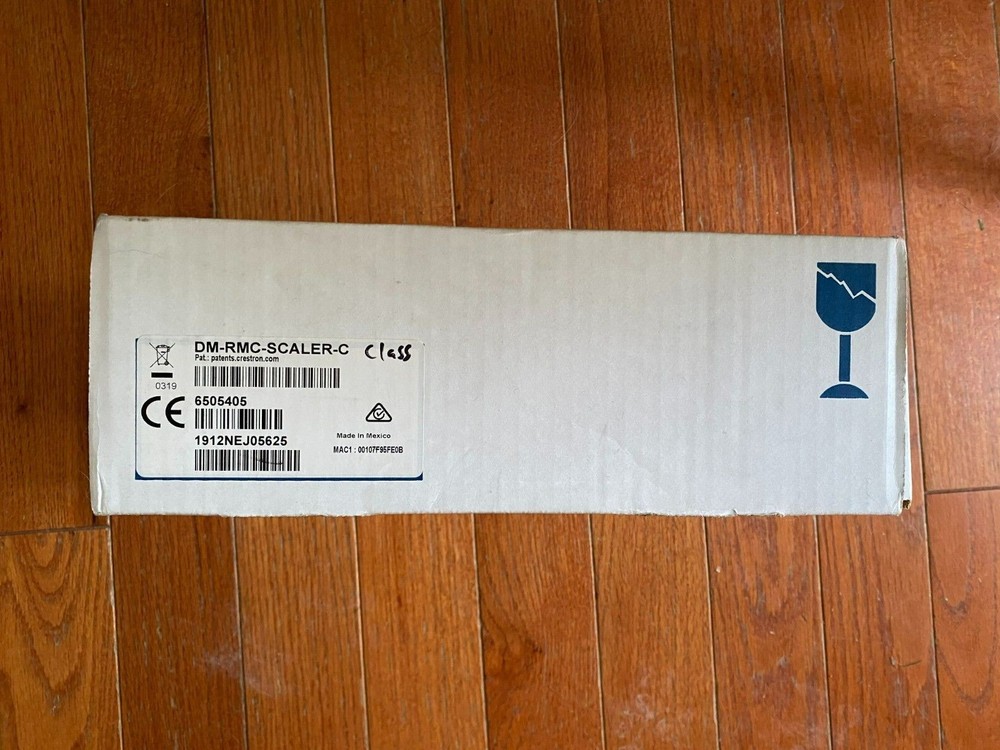 DM-RMC-SCALER-C Class
Pat.: patents.crestron.com
0319
6505405
1912NEJ05625
CE
Made in Mexico
MAC1 : 00107F95FE0B